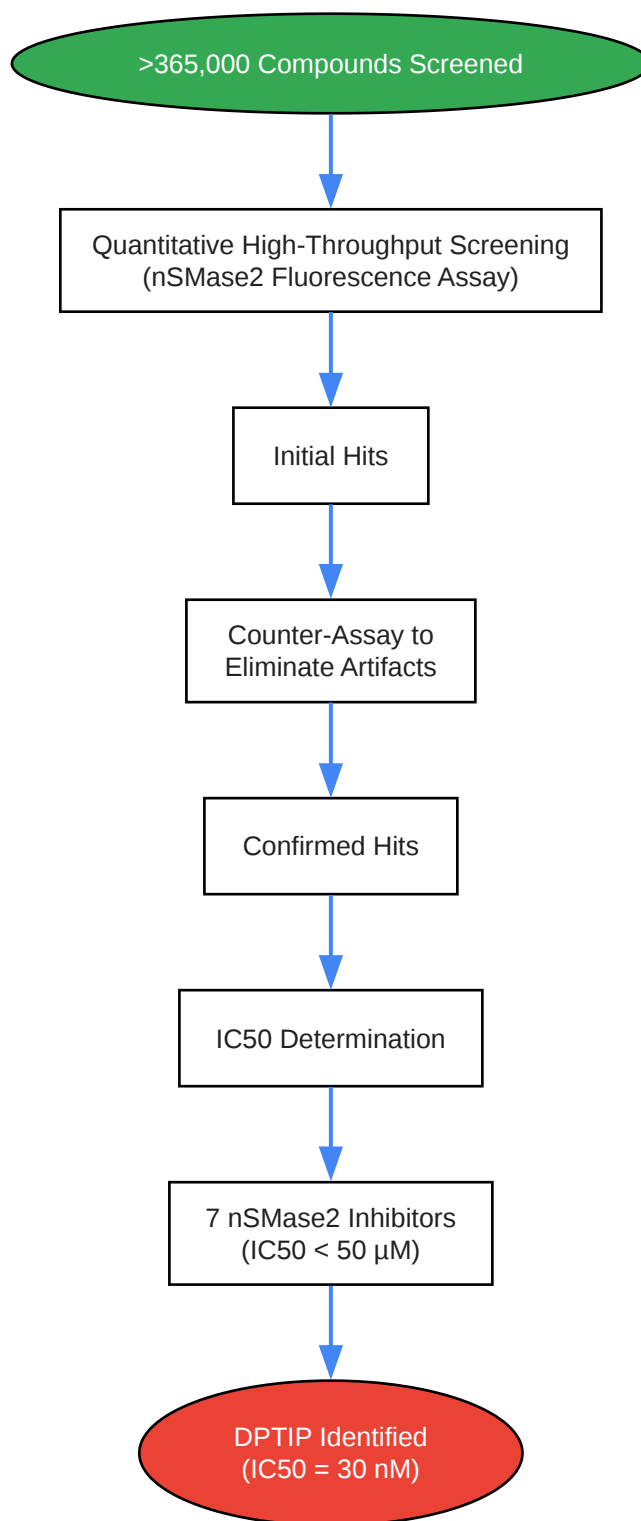 >365,000 Compounds Screened
Quantitative High-Throughput Screening
(nSMase2 Fluorescence Assay)
Initial Hits
Counter-Assay to
Eliminate Artifacts
Confirmed Hits
IC50 Determination
7 nSMase2 Inhibitors
(IC50 < 50 µM)
DPTIP Identified
(IC50 = 30 nM)